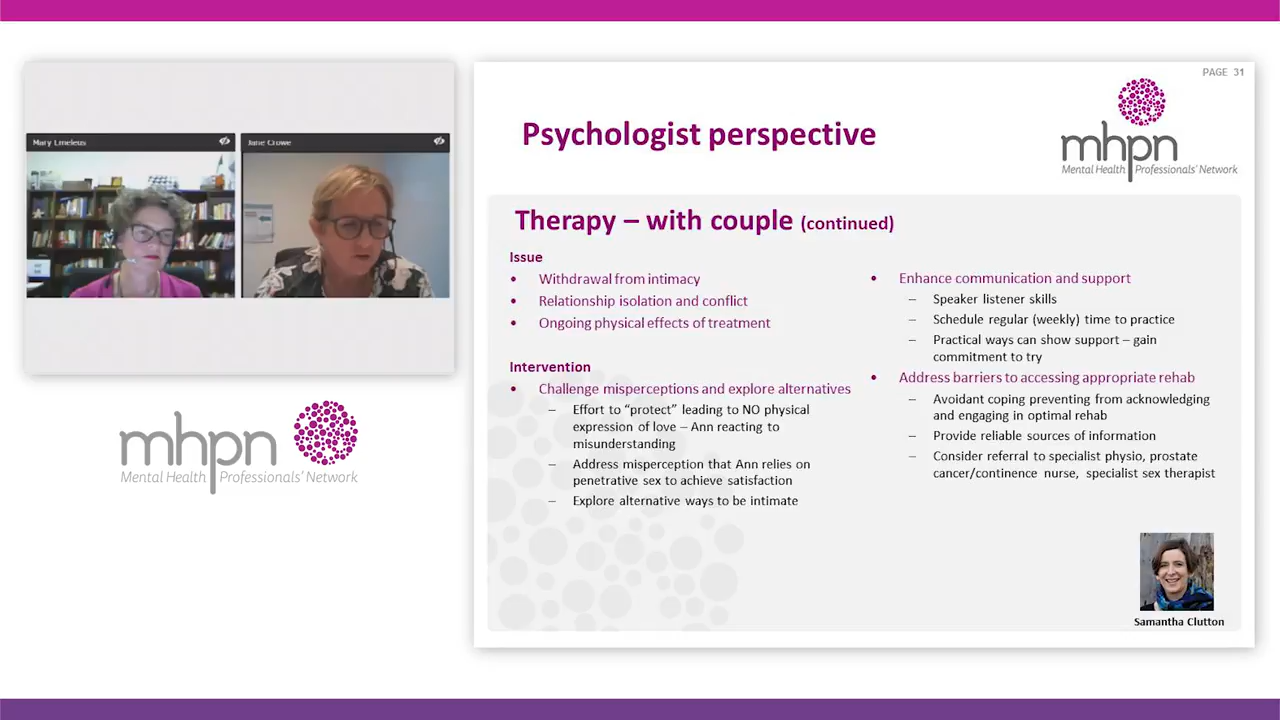 Mary Emeleus
Jane Crowe
mhpn
Mental Health Professionals' Network
PAGE 31
mhpn
Mental Health Professionals' Network
Psychologist perspective
Therapy – with couple (continued)
Issue
• Withdrawal from intimacy
• Relationship isolation and conflict
• Ongoing physical effects of treatment
Intervention
• Challenge misperceptions and explore alternatives
– Effort to “protect” leading to NO physical
expression of love – Ann reacting to
misunderstanding
– Address misperception that Ann relies on
penetrative sex to achieve satisfaction
– Explore alternative ways to be intimate
• Enhance communication and support
– Speaker listener skills
– Schedule regular (weekly) time to practice
– Practical ways can show support – gain
commitment to try
• Address barriers to accessing appropriate rehab
– Avoidant coping preventing from acknowledging
and engaging in optimal rehab
– Provide reliable sources of information
– Consider referral to specialist physio, prostate
cancer/continence nurse, specialist sex therapist
Samantha Clutton